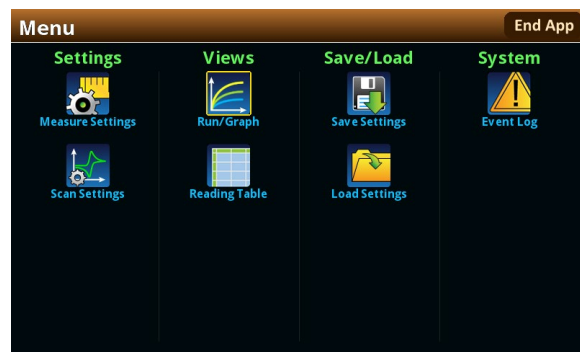 Menu
End App
Settings
Views
Save/Load
System
Measure Settings
Run/Graph
Save Settings
Event Log
Scan Settings
Reading Table
Load Settings